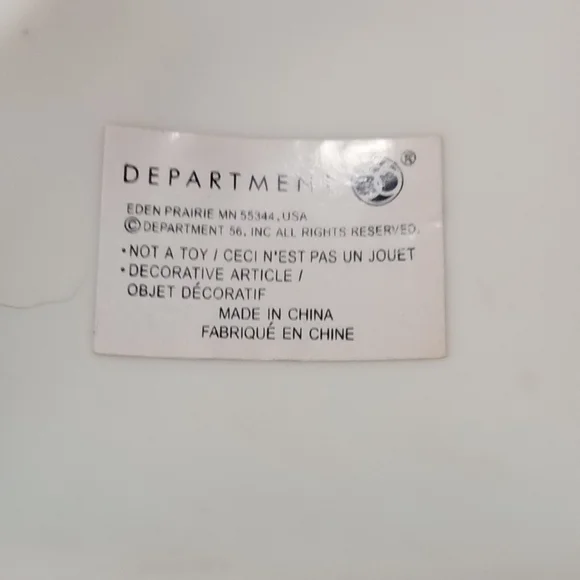 DEPARTMENT 56 ®
EDEN PRAIRIE MN 55344, USA
© DEPARTMENT 56, INC ALL RIGHTS RESERVED.
•NOT A TOY / CECI N'EST PAS UN JOUET
•DECORATIVE ARTICLE /
OBJET DÉCORATIF
MADE IN CHINA
FABRIQUÉ EN CHINE